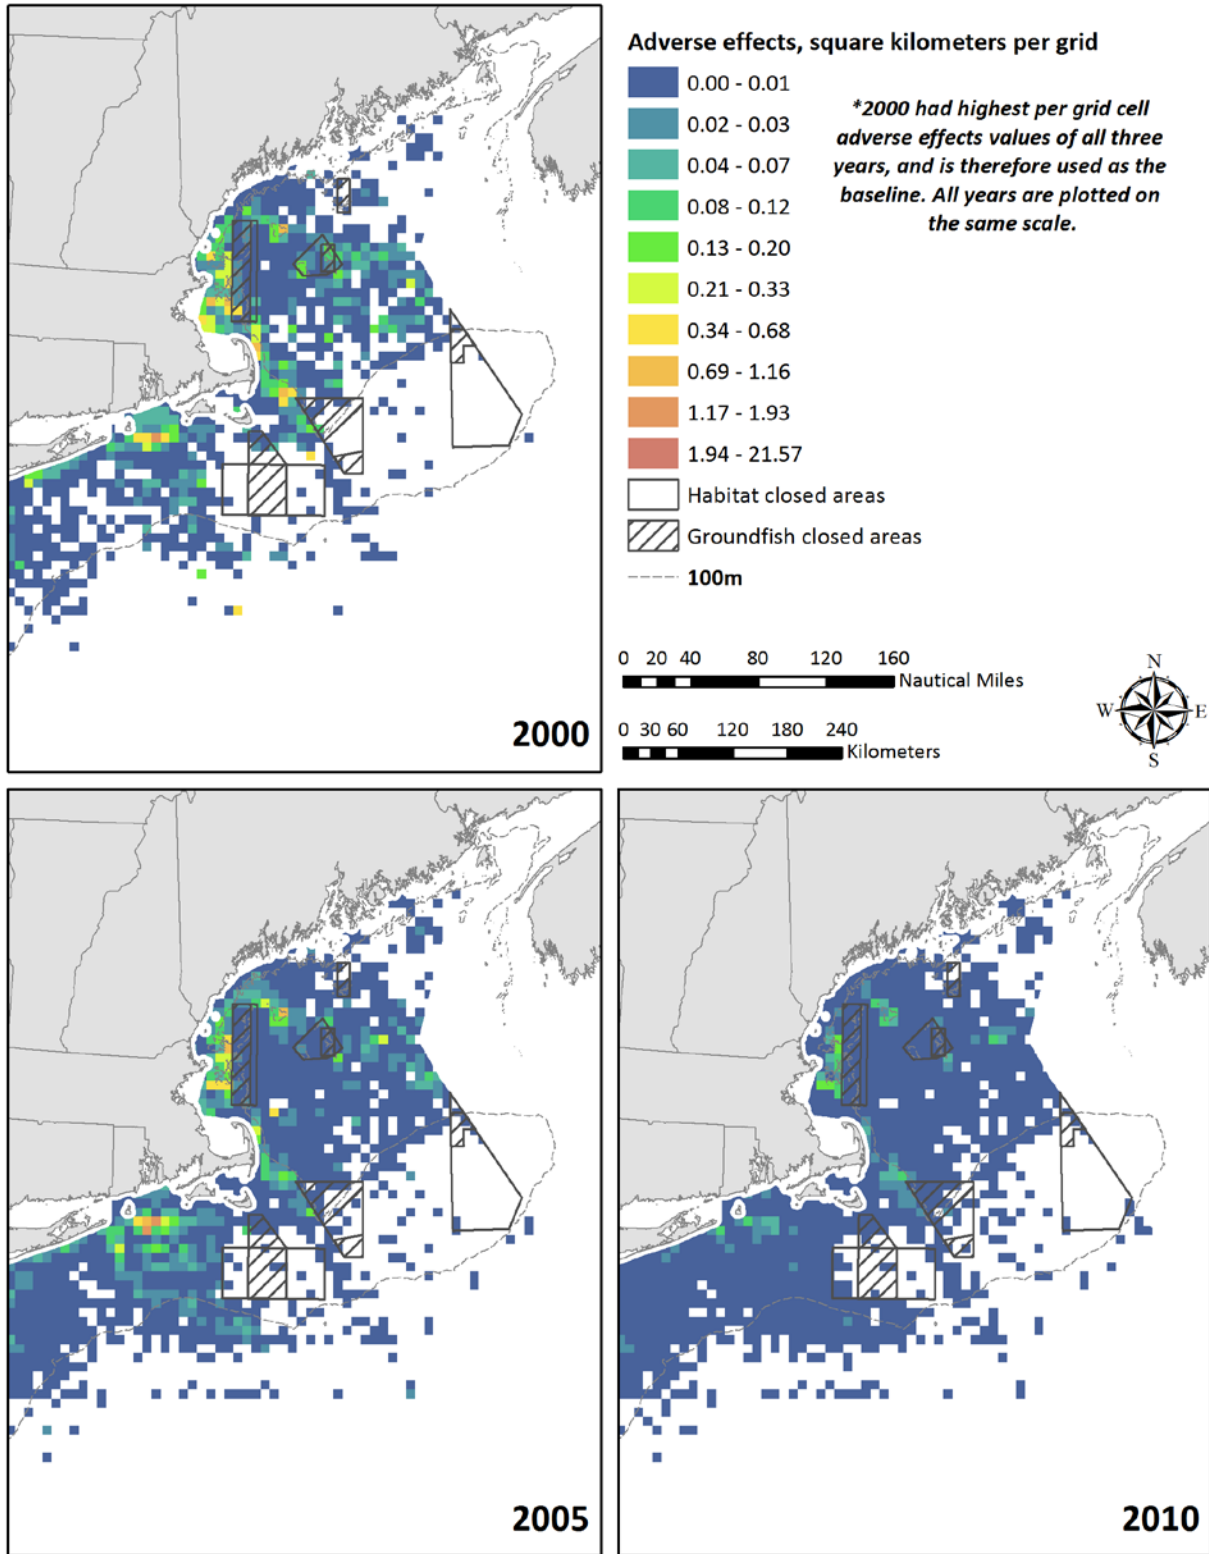 Adverse effects, square kilometers per grid
0.00 - 0.01
0.02 - 0.03
0.04 - 0.07
0.08 - 0.12
0.13 - 0.20
0.21 - 0.33
0.34 - 0.68
0.69 - 1.16
1.17 - 1.93
1.94 - 21.57
Habitat closed areas
Groundfish closed areas
100m
*2000 had highest per grid cell
adverse effects values of all three
years, and is therefore used as the
baseline. All years are plotted on
the same scale.
0 20 40 80 120 160
Nautical Miles
0 30 60 120 180 240
Kilometers
N
W E
S
2000
2005
2010